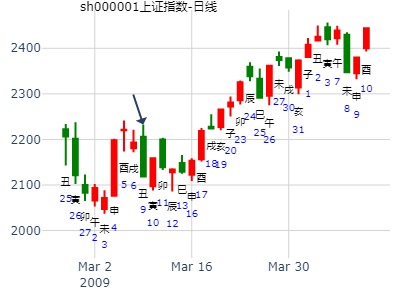 sh000001上证指数-日线
2400
2300
2200
2100
2000
丑
25
寅
26
卯
27
午
2
未
3
申
4
酉
5
戌
6
丑
9
寅
10
卯
11
辰
12
巳
13
申
16
酉
17
戌
18
亥
19
子
20
卯
23
辰
24
巳
25
午
26
未
27
戌
30
亥
31
子
1
丑
2
寅
3
午
7
未
8
申
9
酉
10
Mar 2
2009
Mar 16
Mar 30